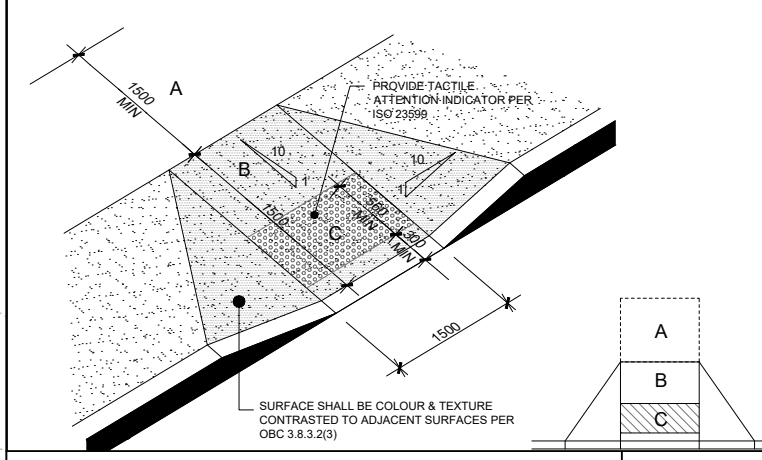 1500
MIN
A
PROVIDE TACTILE
ATTENTION INDICATOR PER
ISO 23599
10
1
B
10
1
1500
C
500
MIN
300
MIN
1500
SURFACE SHALL BE COLOUR & TEXTURE
CONTRASTED TO ADJACENT SURFACES PER
OBC 3.8.3.2(3)
A
B
C